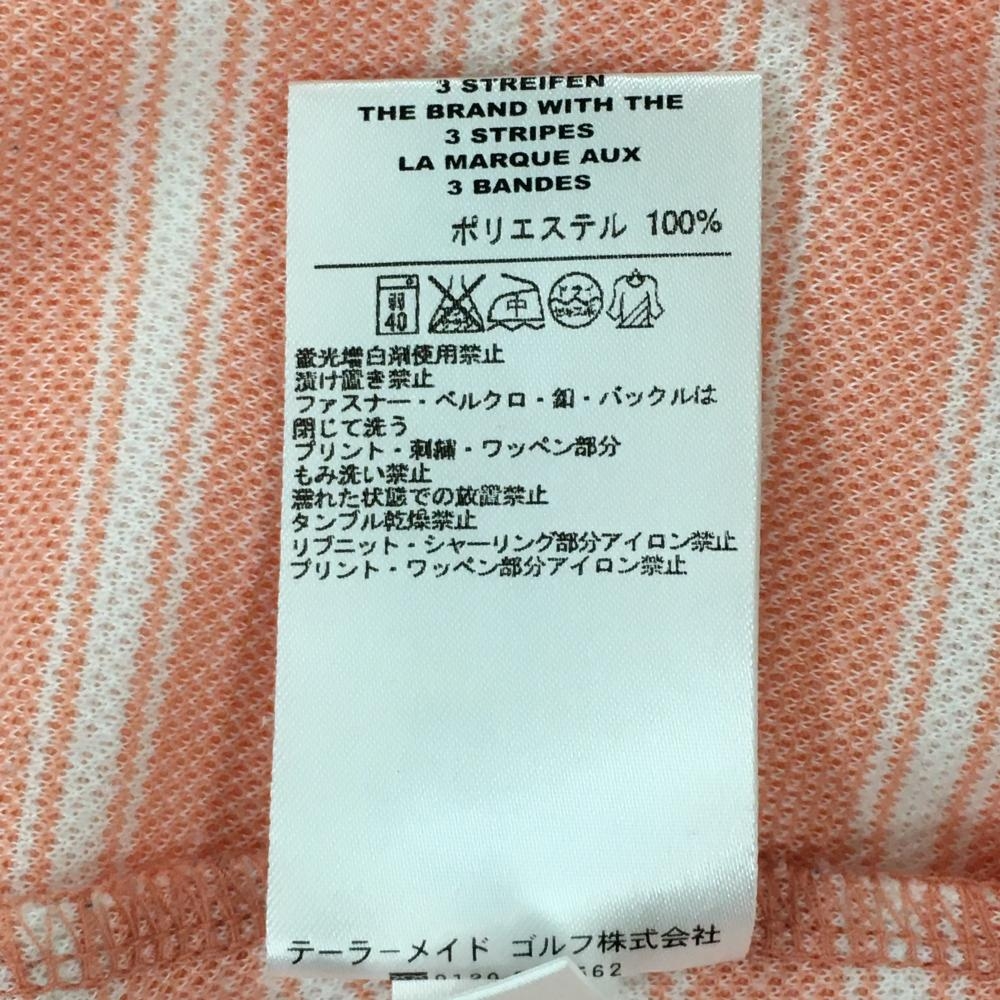 3 STREIFEN
THE BRAND WITH THE
3 STRIPES
LA MARQUE AUX
3 BANDES
ポリエステル 100%
弱 40 中 ドライ
蛍光増白剤使用禁止
漬け置き禁止
ファスナー・ベルクロ・釦・バックルは
閉じて洗う
プリント・刺繍・ワッペン部分
もみ洗い禁止
濡れた状態での放置禁止
タンブル乾燥禁止
リブニット・シャーリング部分アイロン禁止
プリント・ワッペン部分アイロン禁止
テーラーメイド ゴルフ株式会社
0120